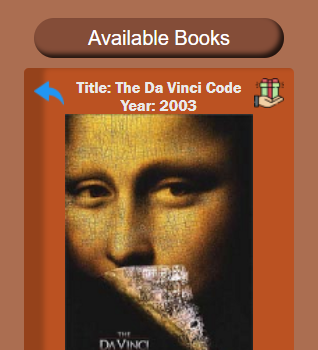 Available Books
Title: The Da Vinci Code
Year: 2003
THE
DA VINCI